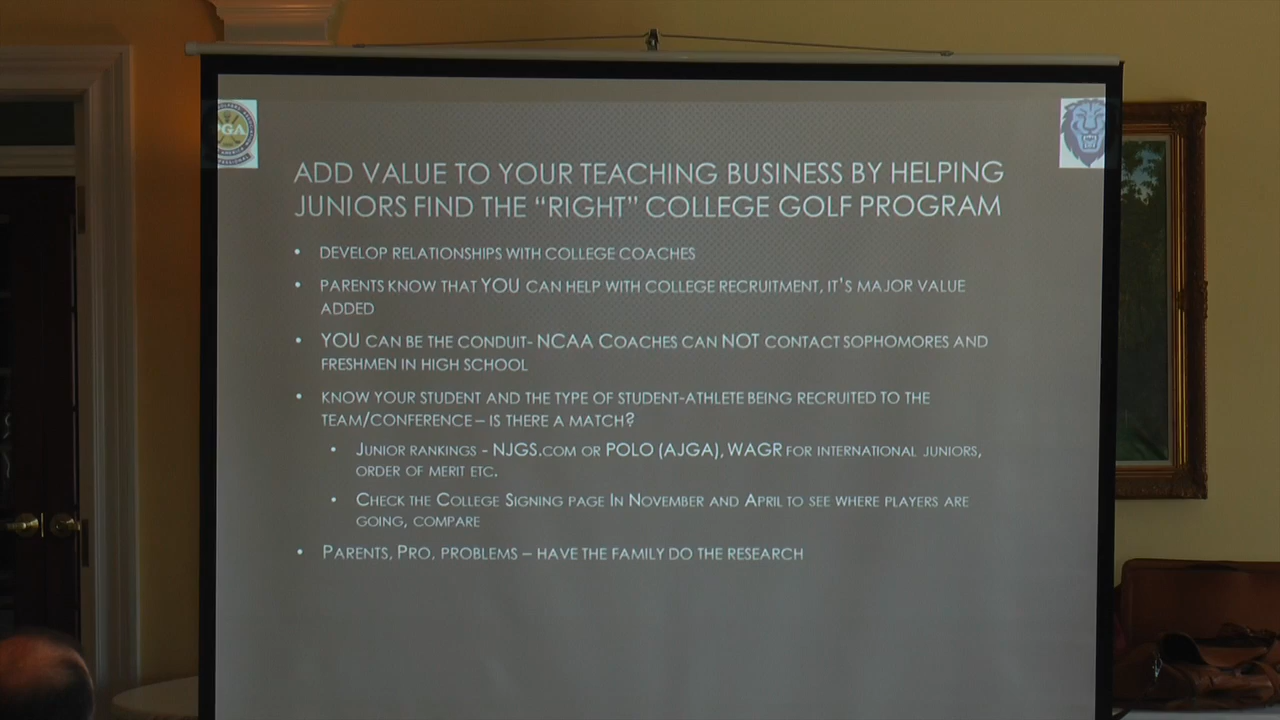 PGA
ADD VALUE TO YOUR TEACHING BUSINESS BY HELPING
JUNIORS FIND THE “RIGHT” COLLEGE GOLF PROGRAM
• DEVELOP RELATIONSHIPS WITH COLLEGE COACHES
• PARENTS KNOW THAT YOU CAN HELP WITH COLLEGE RECRUITMENT, IT'S MAJOR VALUE
ADDED
• YOU CAN BE THE CONDUIT- NCAA COACHES CAN NOT CONTACT SOPHOMORES AND
FRESHMEN IN HIGH SCHOOL
• KNOW YOUR STUDENT AND THE TYPE OF STUDENT-ATHLETE BEING RECRUITED TO THE
TEAM/CONFERENCE – IS THERE A MATCH?
• JUNIOR RANKINGS - NJGS.COM OR POLO (AJGA), WAGR FOR INTERNATIONAL JUNIORS,
ORDER OF MERIT ETC.
• CHECK THE COLLEGE SIGNING PAGE IN NOVEMBER AND APRIL TO SEE WHERE PLAYERS ARE
GOING, COMPARE
• PARENTS, PRO, PROBLEMS – HAVE THE FAMILY DO THE RESEARCH